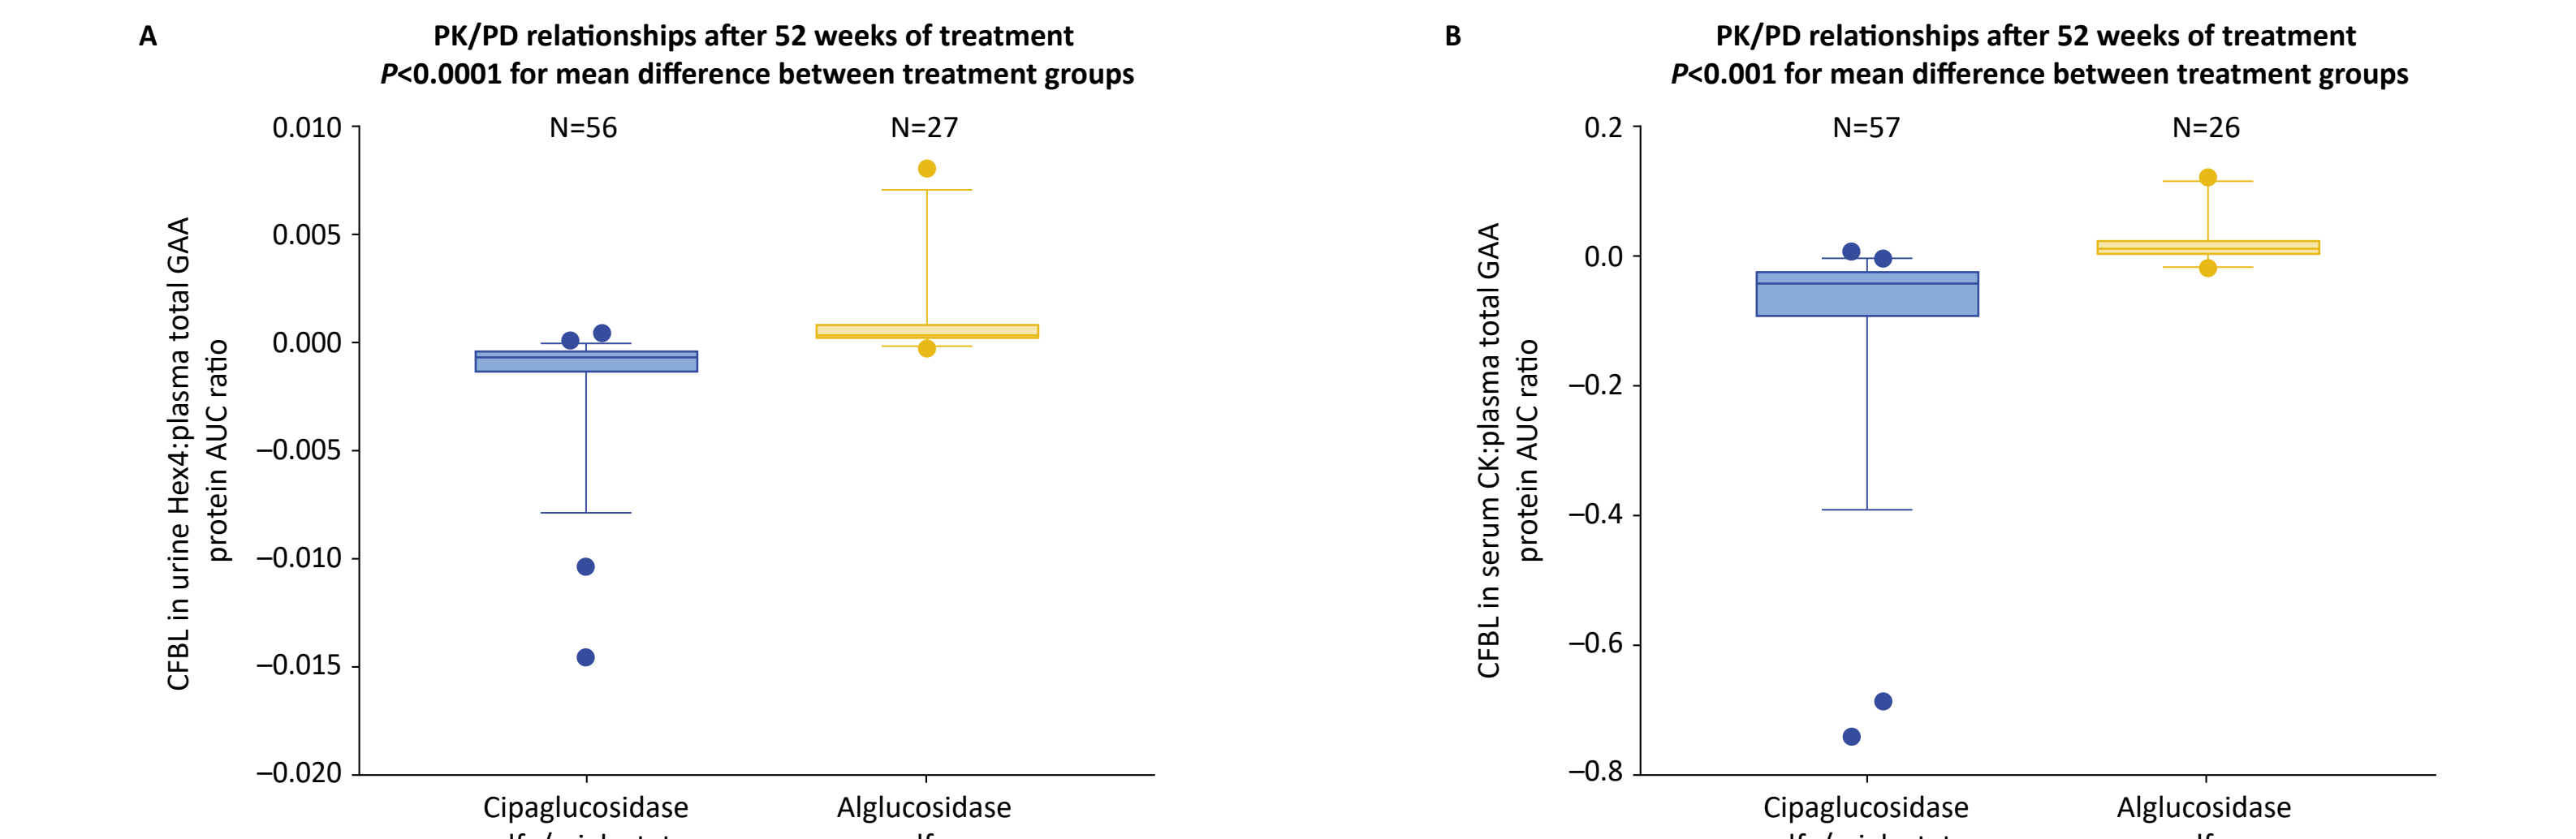 A
PK/PD relationships after 52 weeks of treatment
P<0.0001 for mean difference between treatment groups
N=56
N=27
CFBL in urine Hex4:plasma total GAA
protein AUC ratio
0.010
0.005
0.000
–0.005
–0.010
–0.015
–0.020
Cipaglucosidase
Alglucosidase
B
PK/PD relationships after 52 weeks of treatment
P<0.001 for mean difference between treatment groups
N=57
N=26
CFBL in serum CK:plasma total GAA
protein AUC ratio
0.2
0.0
–0.2
–0.4
–0.6
–0.8
Cipaglucosidase
Alglucosidase